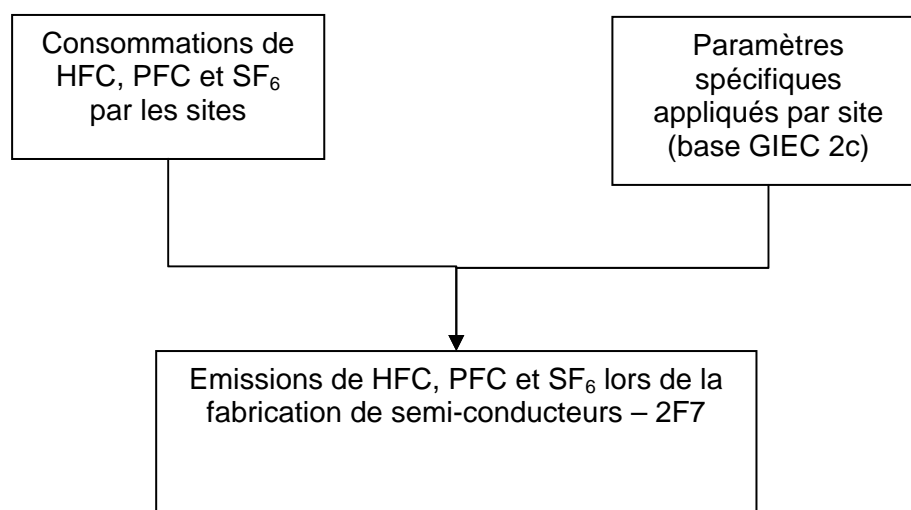 Consommations de
HFC, PFC et SF₆
par les sites
Paramètres
spécifiques
appliqués par site
(base GIEC 2c)
Emissions de HFC, PFC et SF₆ lors de la
fabrication de semi-conducteurs – 2F7